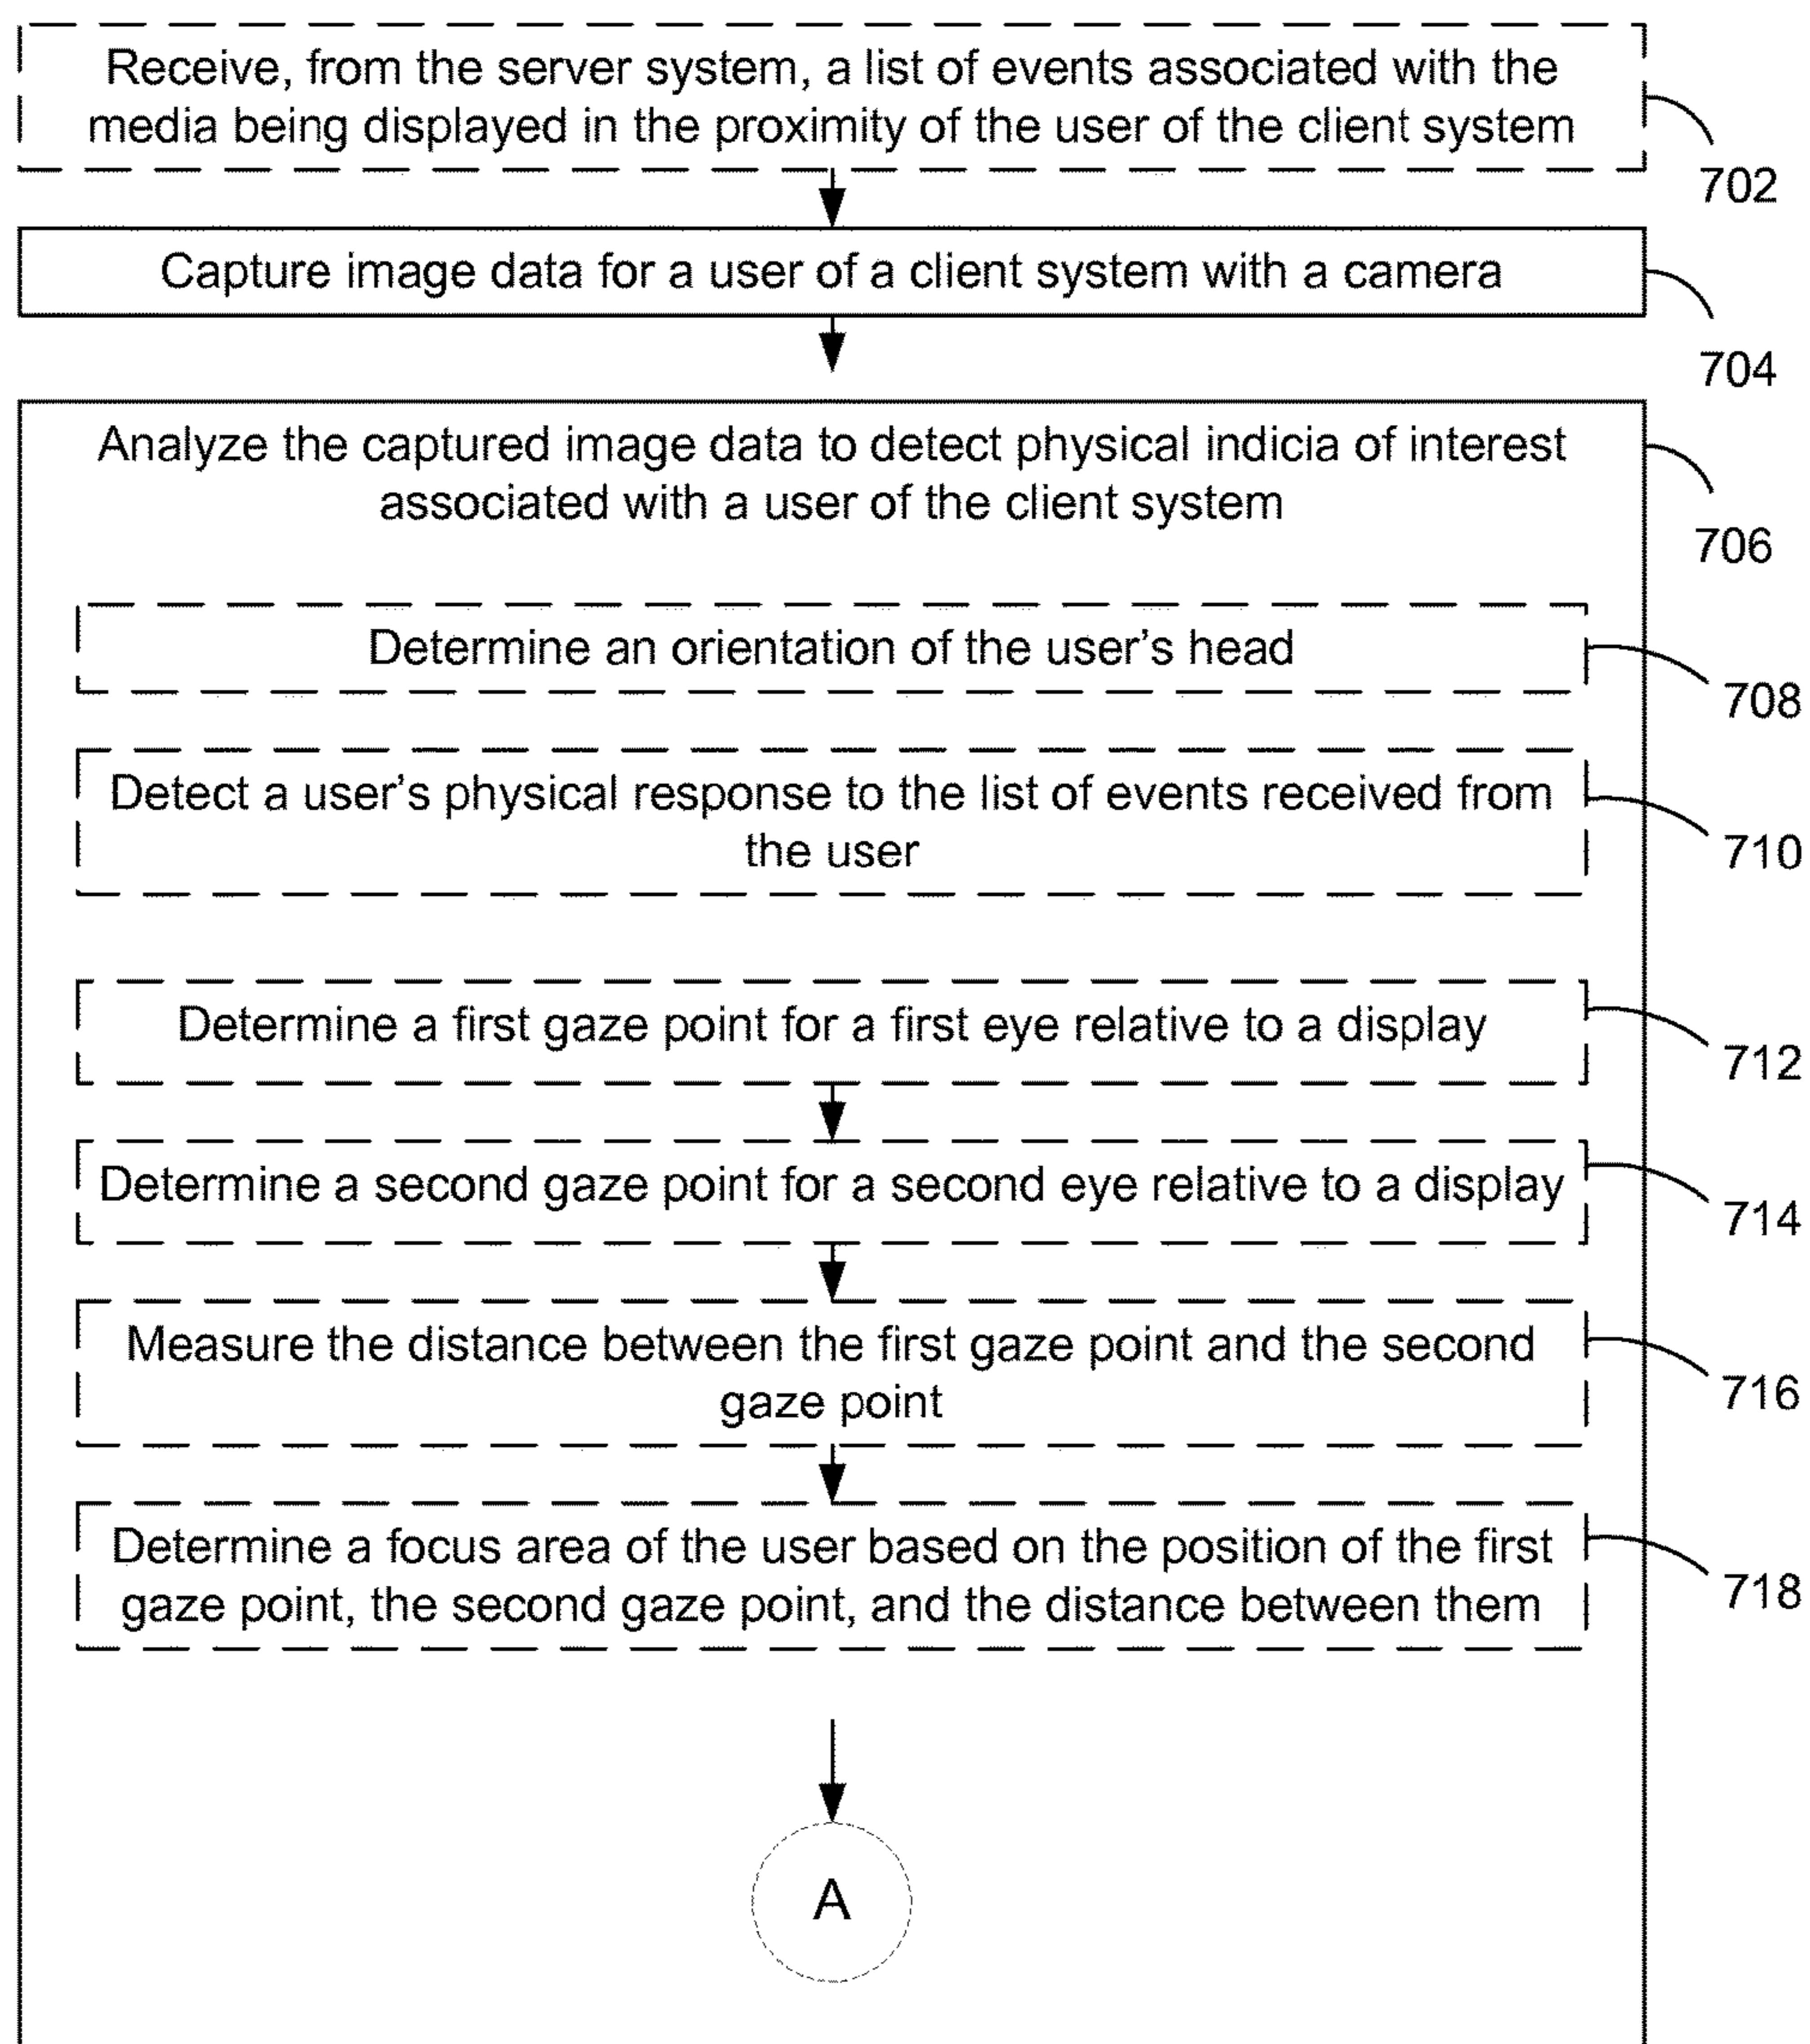 Receive, from the server system, a list of events associated with the
media being displayed in the proximity of the user of the client system
702
Capture image data for a user of a client system with a camera
704
Analyze the captured image data to detect physical indicia of interest
associated with a user of the client system
706
Determine an orientation of the user's head
708
Detect a user's physical response to the list of events received from
the user
710
Determine a first gaze point for a first eye relative to a display
712
Determine a second gaze point for a second eye relative to a display
714
Measure the distance between the first gaze point and the second
gaze point
716
Determine a focus area of the user based on the position of the first
gaze point, the second gaze point, and the distance between them
718
A